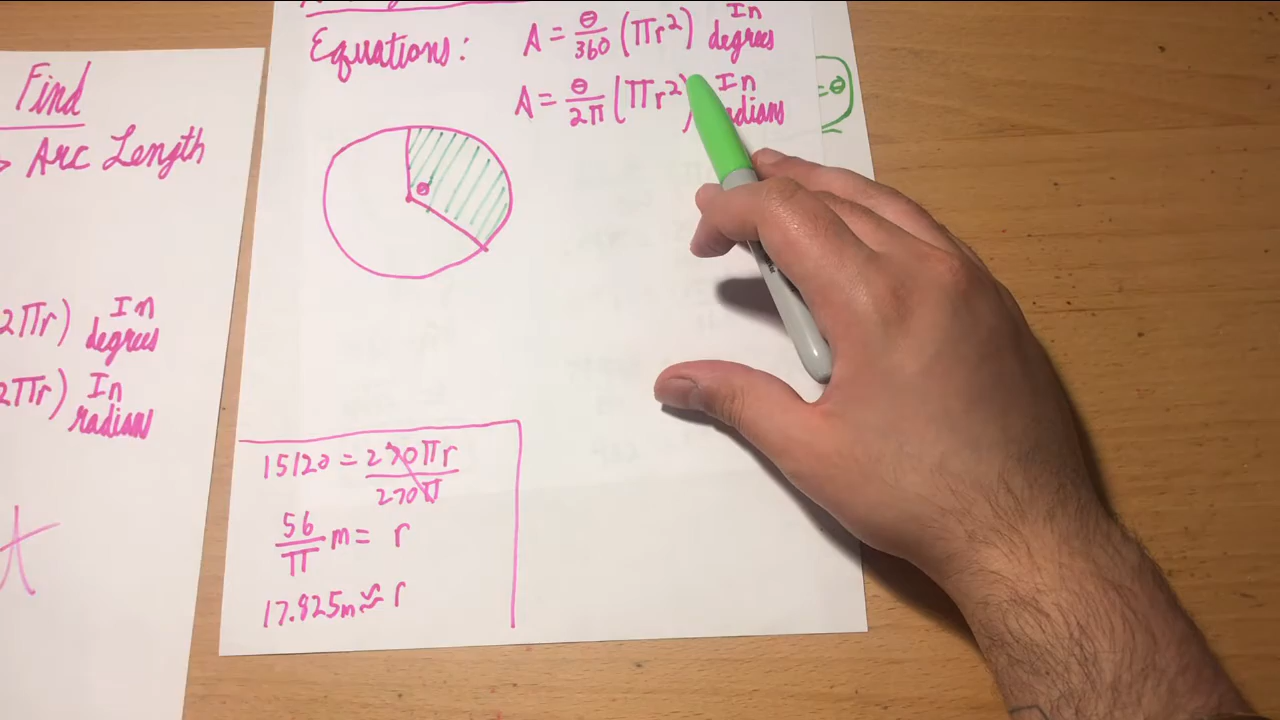 Find
Arc Length
2πr) In degrees
2πr) In radians
Equations:
A = θ/360 (πr²) In degrees
A = θ/2π (πr²) In radians
= θ
θ
15120 = 270πr
270π
56/π m = r
17.825m ≈ r